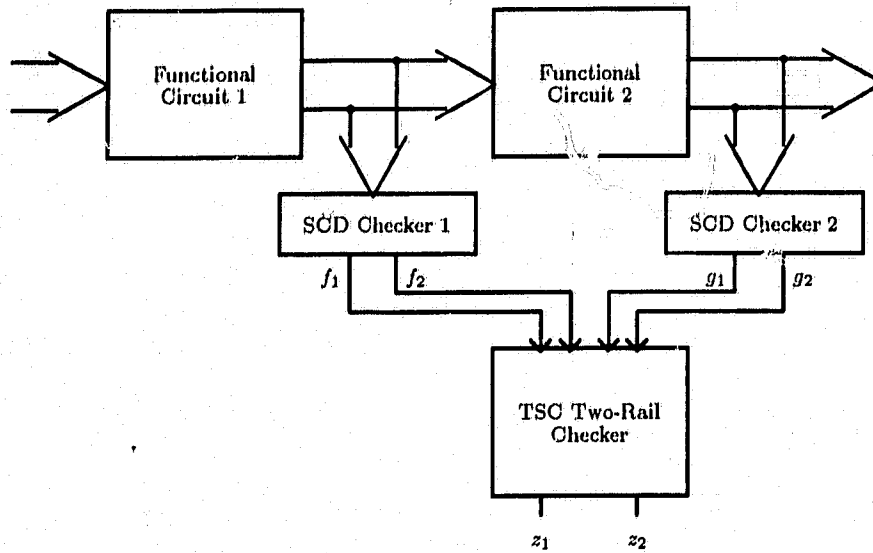 Functional
Circuit 1
Functional
Circuit 2
SCD Checker 1
SCD Checker 2
f1
f2
g1
g2
TSC Two-Rail
Checker
z1
z2